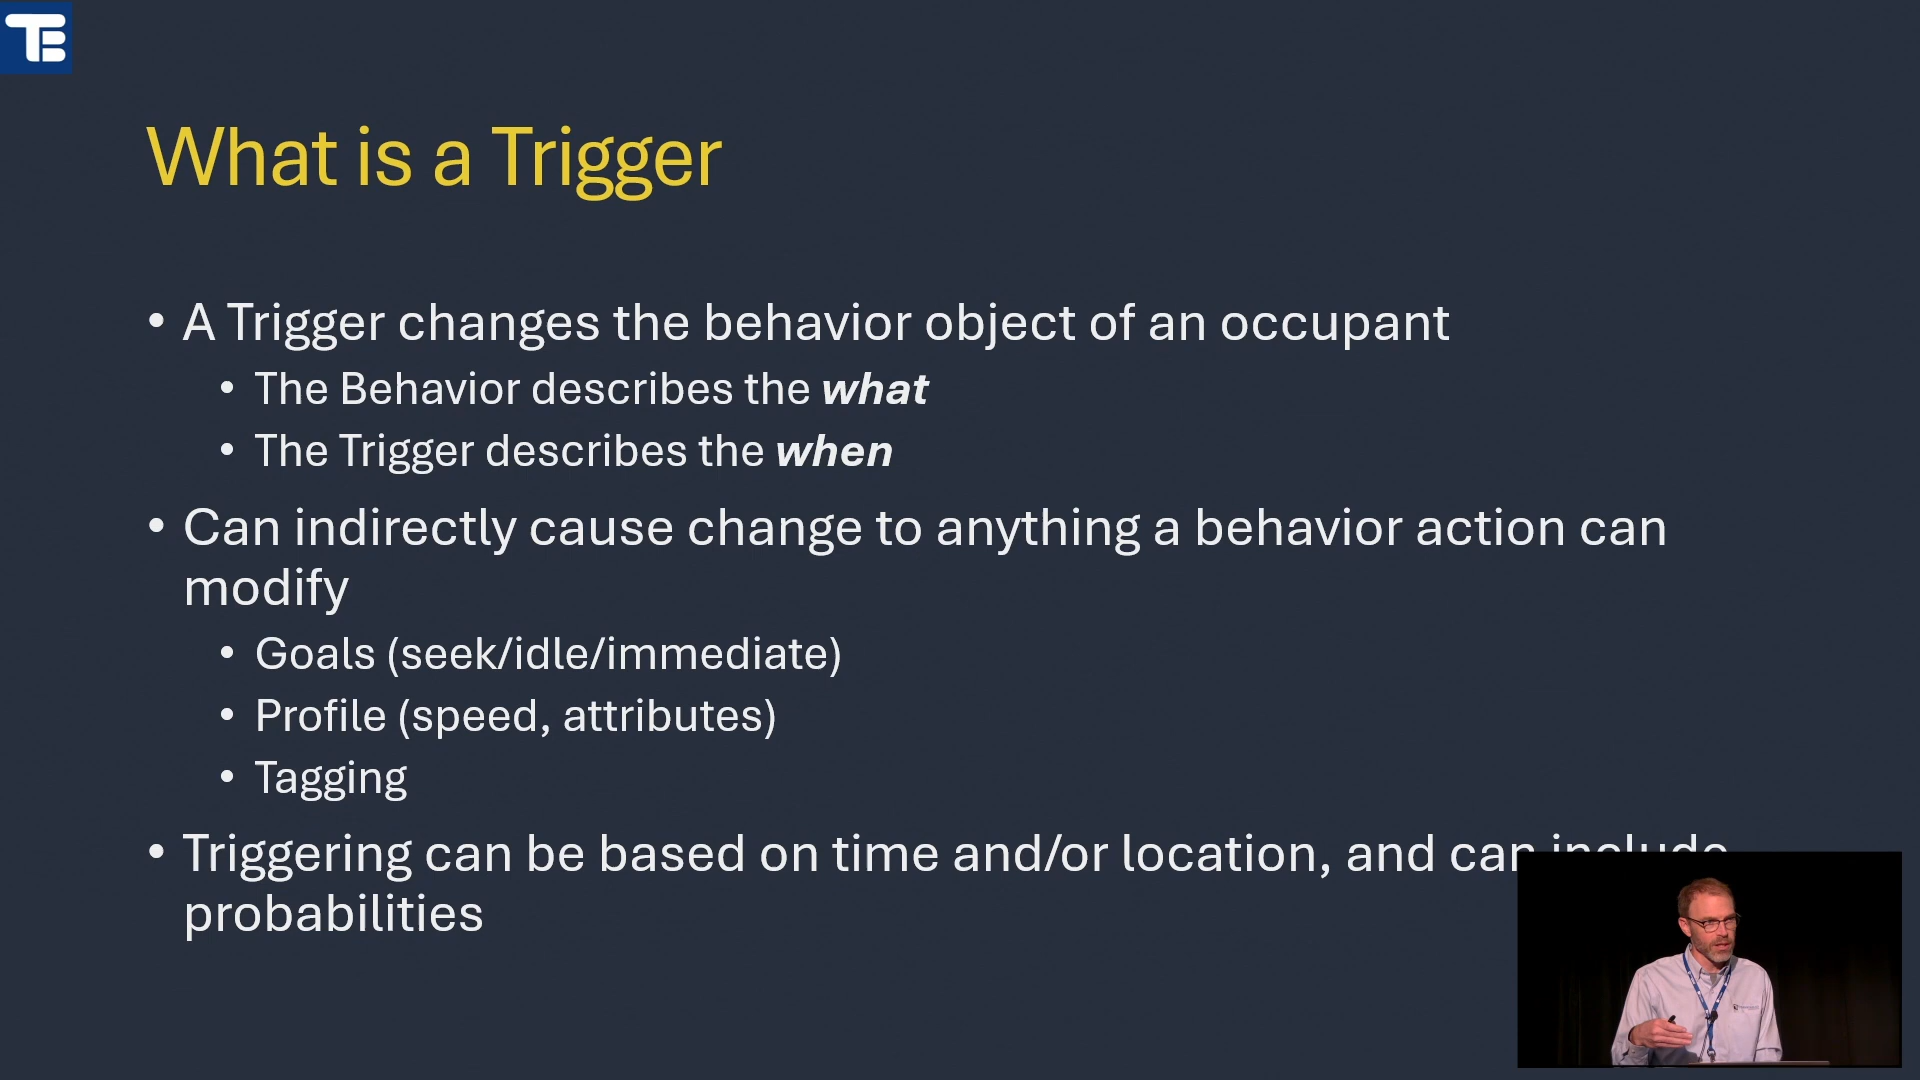 TEB
What is a Trigger
• A Trigger changes the behavior object of an occupant
• The Behavior describes the what
• The Trigger describes the when
• Can indirectly cause change to anything a behavior action can
modify
• Goals (seek/idle/immediate)
• Profile (speed, attributes)
• Tagging
• Triggering can be based on time and/or location, and can include
probabilities